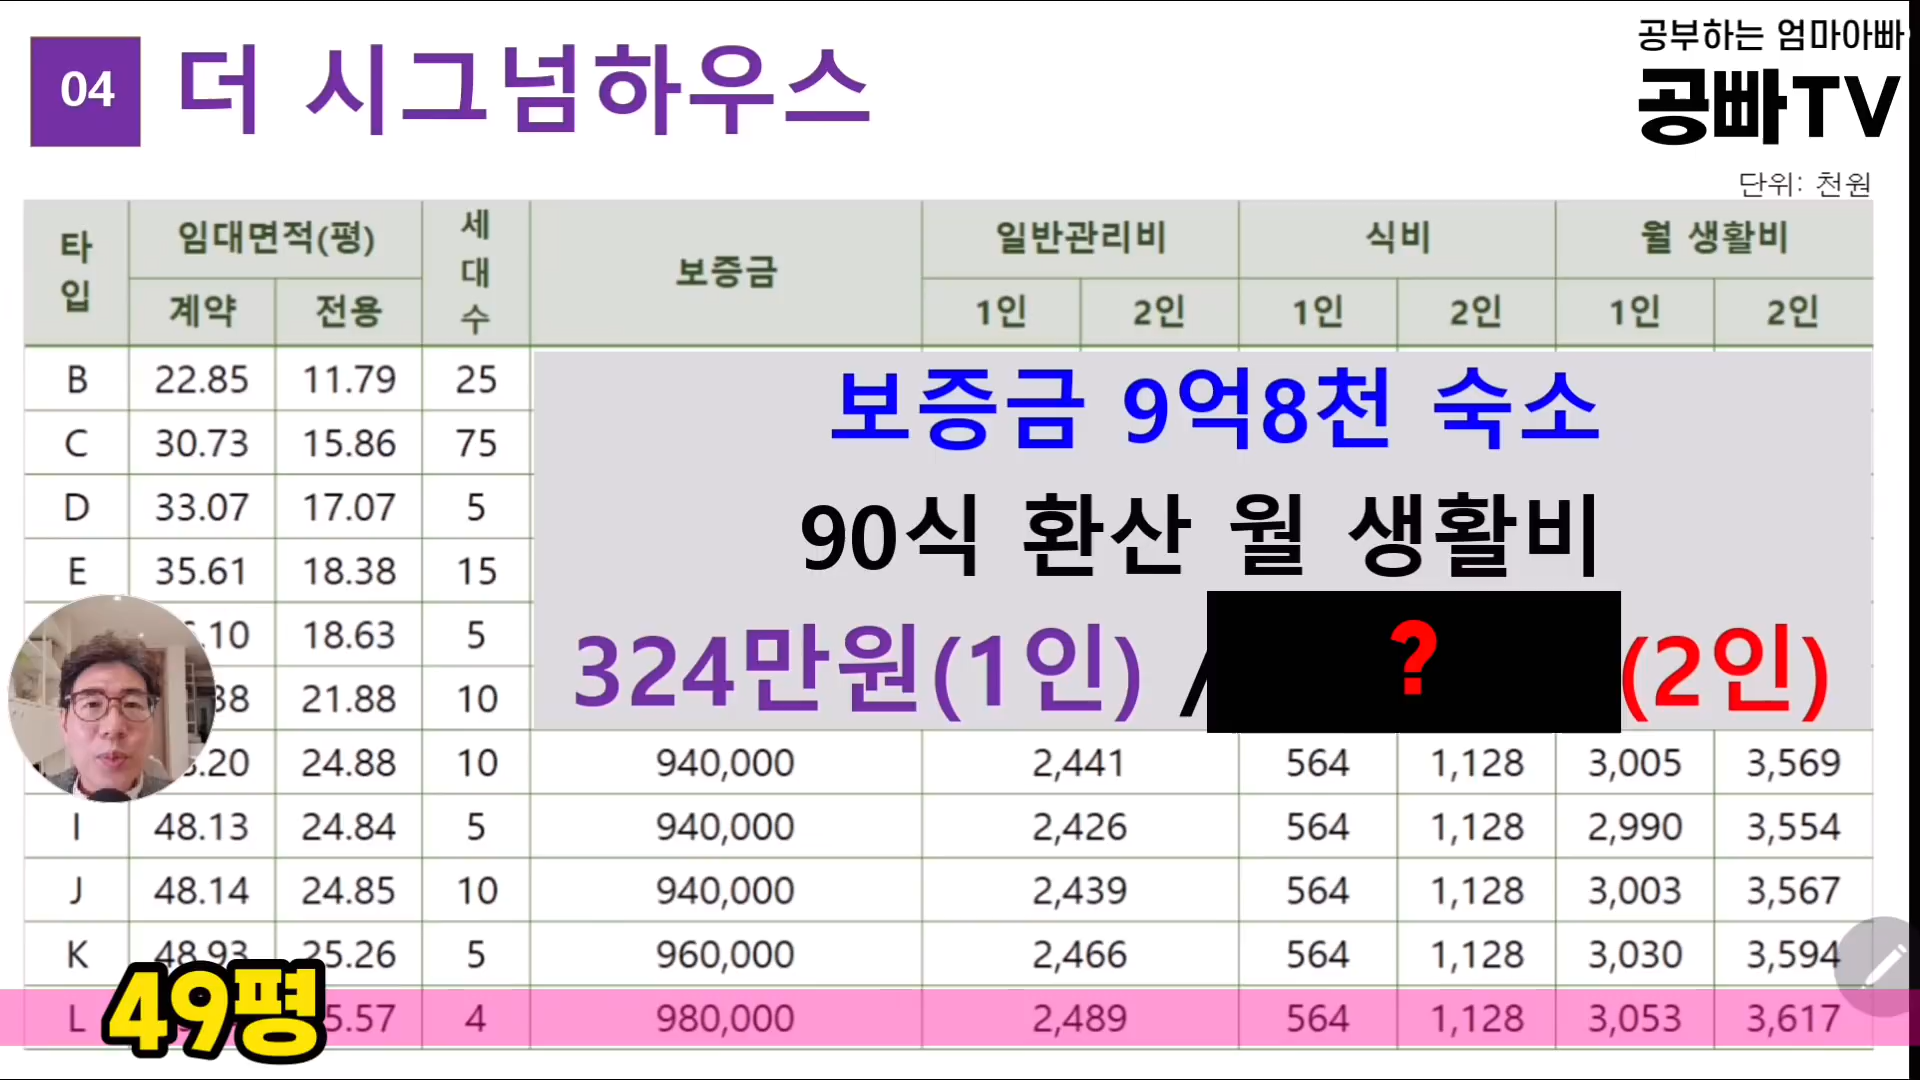 04 더 시그넘하우스
공부하는 엄마아빠
공빠TV
단위: 천원
타입 임대면적(평) 세대수 보증금 일반관리비 식비 월 생활비
계약 전용 1인 2인 1인 2인 1인 2인
B 22.85 11.79 25
C 30.73 15.86 75
D 33.07 17.07 5
E 35.61 18.38 15
.10 18.63 5
21.88 10
.20 24.88 10 940,000 2,441 564 1,128 3,005 3,569
I 48.13 24.84 5 940,000 2,426 564 1,128 2,990 3,554
J 48.14 24.85 10 940,000 2,439 564 1,128 3,003 3,567
K 48.93 25.26 5 960,000 2,466 564 1,128 3,030 3,594
L 5.57 4 980,000 2,489 564 1,128 3,053 3,617
보증금 9억8천 숙소
90식 환산 월 생활비
324만원(1인) / ? (2인)
49평